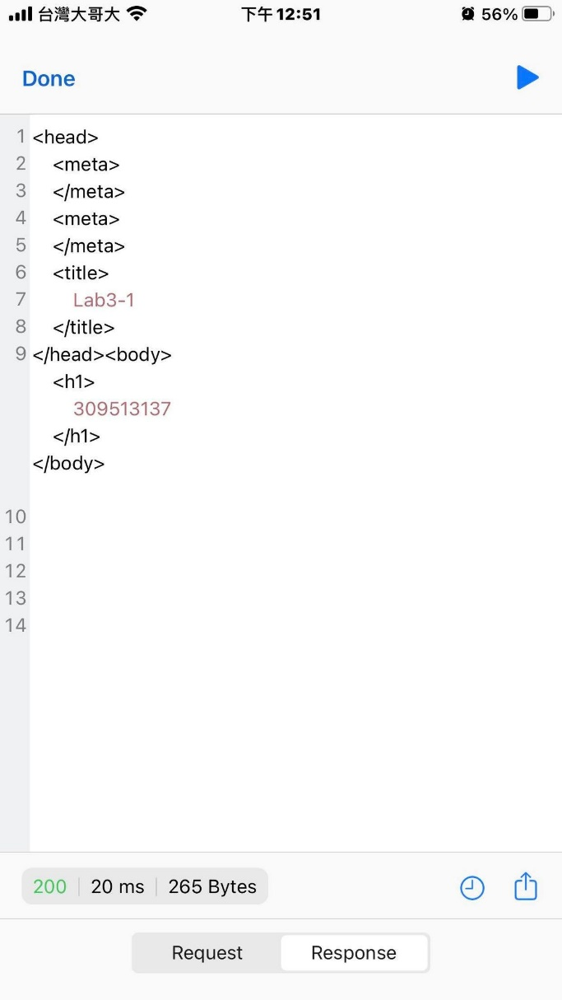 台灣大哥大 下午 12:51 56%
Done
1 <head>
2 <meta>
3 </meta>
4 <meta>
5 </meta>
6 <title>
7 Lab3-1
8 </title>
9 </head><body>
<h1>
309513137
</h1>
</body>
10
11
12
13
14
200 20 ms 265 Bytes
Request Response